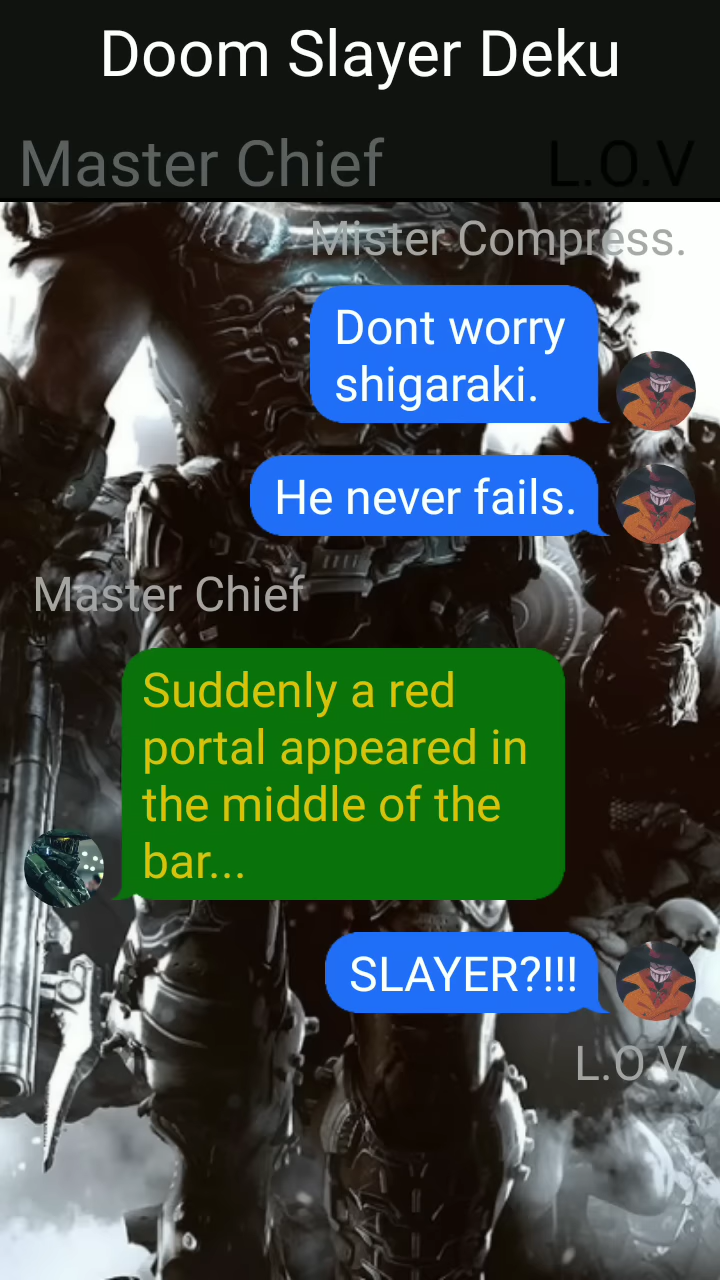 Doom Slayer Deku
Master Chief
L.O.V
Mister Compress.
Dont worry
shigaraki.
He never fails.
Master Chief
Suddenly a red
portal appeared in
the middle of the
bar...
SLAYER?!!!
L.O.V